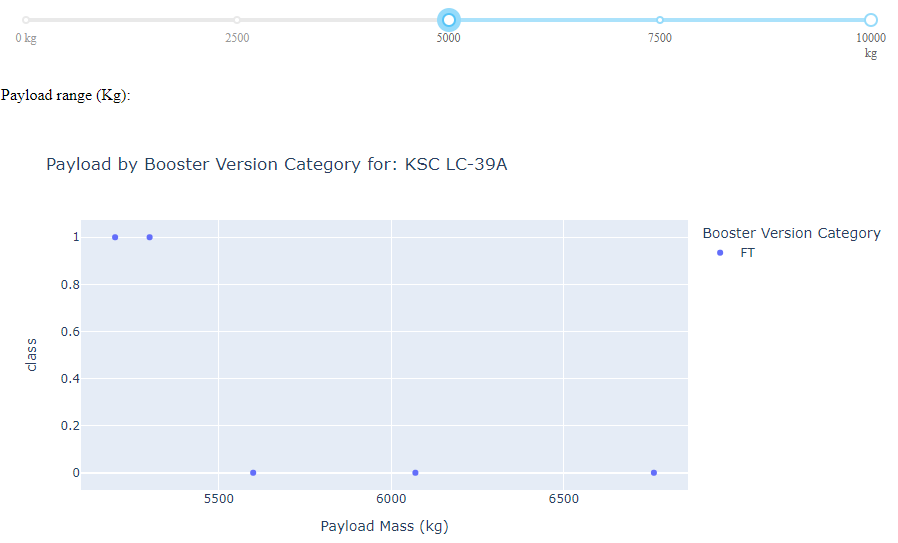 0 kg 2500 5000 7500 10000
kg
Payload range (Kg):
Payload by Booster Version Category for: KSC LC-39A
Booster Version Category
FT
1
0.8
0.6
0.4
0.2
0
class
5500 6000 6500
Payload Mass (kg)